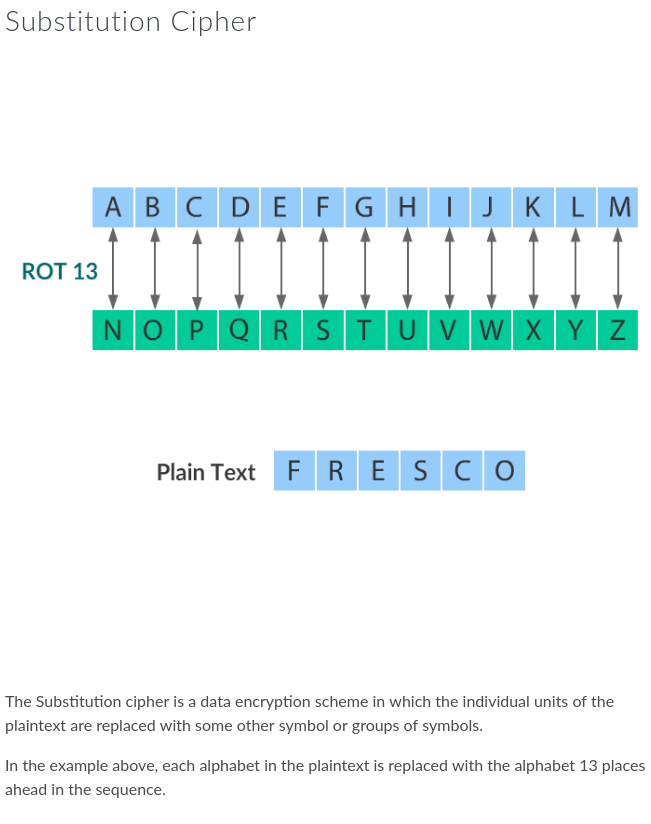 Substitution Cipher
A B C D E F G H I J K L M
ROT 13
N O P Q R S T U V W X Y Z
Plain Text F R E S C O
The Substitution cipher is a data encryption scheme in which the individual units of the
plaintext are replaced with some other symbol or groups of symbols.
In the example above, each alphabet in the plaintext is replaced with the alphabet 13 places
ahead in the sequence.